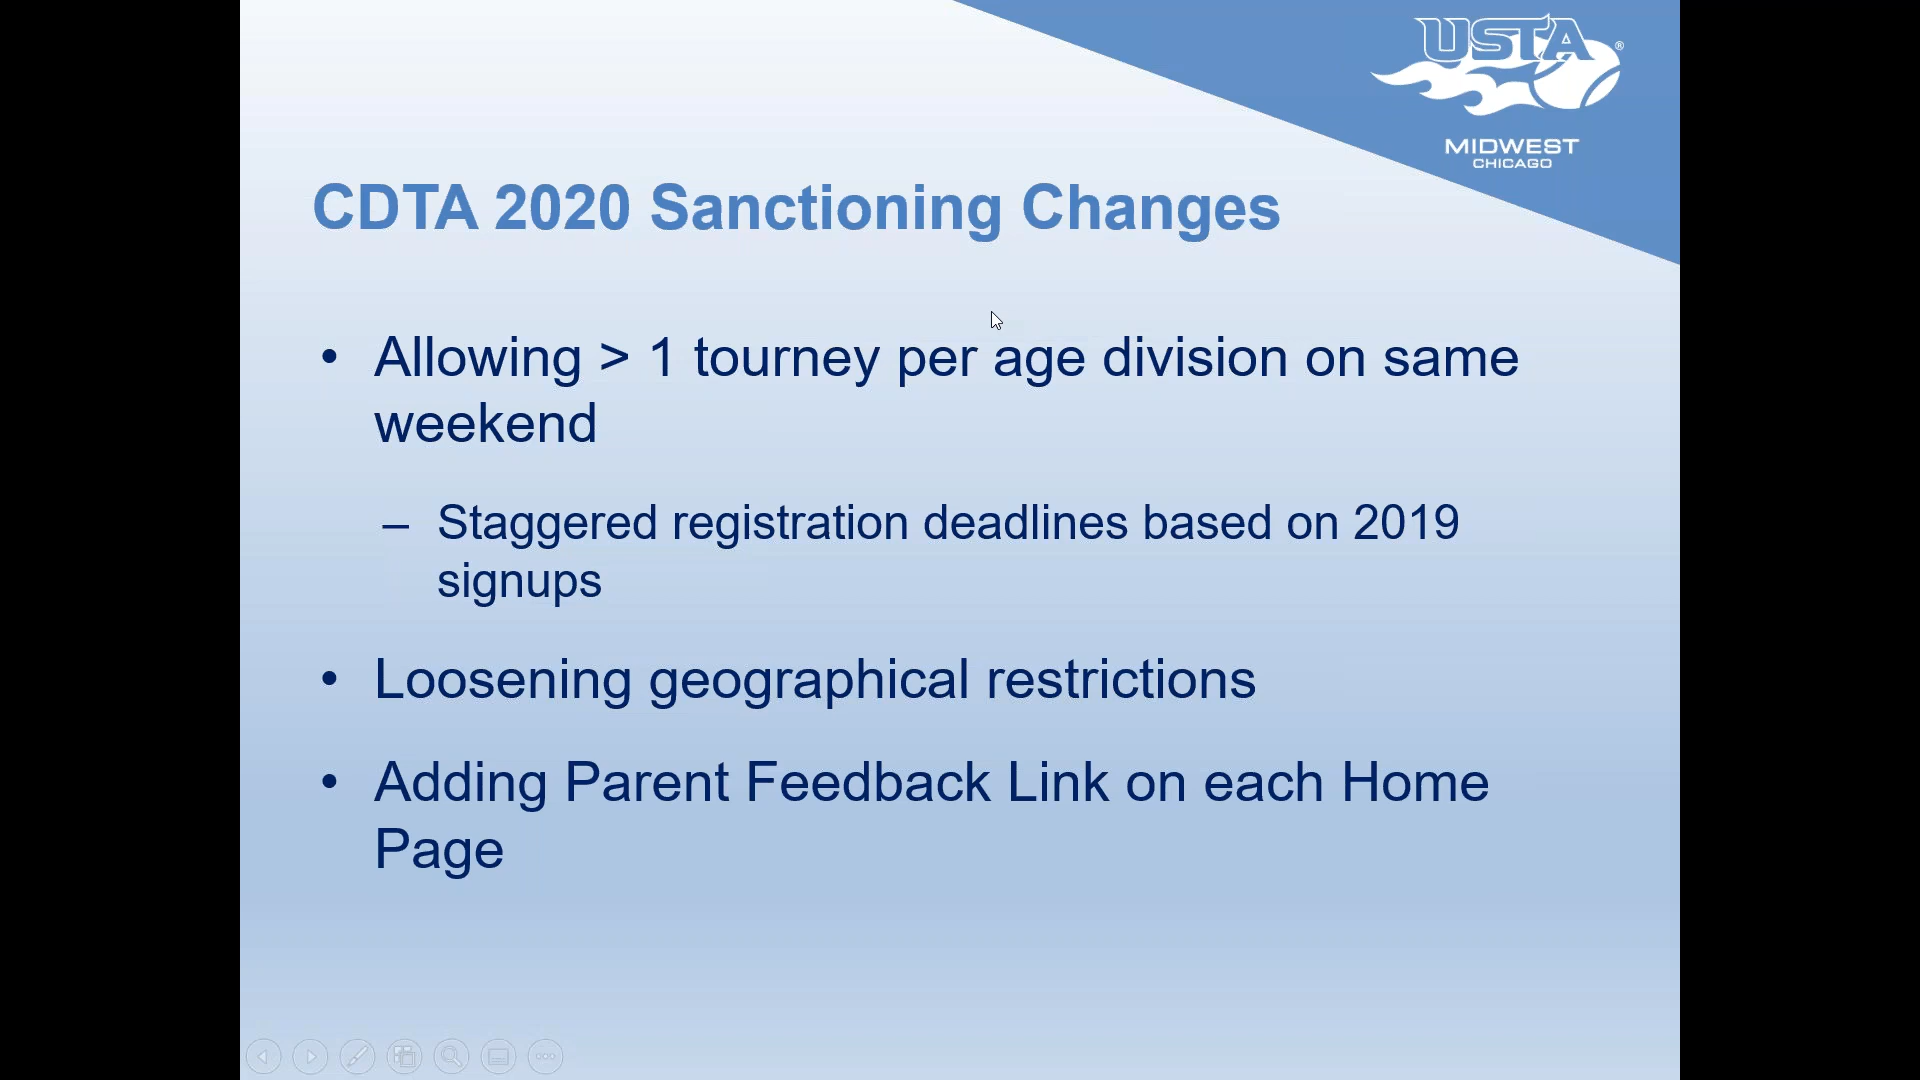 USTA®
MIDWEST
CHICAGO
CDTA 2020 Sanctioning Changes
• Allowing > 1 tourney per age division on same
weekend
– Staggered registration deadlines based on 2019
signups
• Loosening geographical restrictions
• Adding Parent Feedback Link on each Home
Page